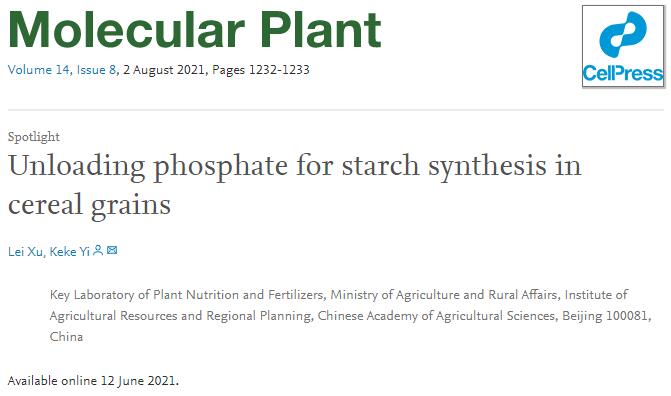 Molecular Plant
Volume 14, Issue 8, 2 August 2021, Pages 1232-1233
CellPress
Spotlight
Unloading phosphate for starch synthesis in
cereal grains
Lei Xu, Keke Yi
Key Laboratory of Plant Nutrition and Fertilizers, Ministry of Agriculture and Rural Affairs, Institute of
Agricultural Resources and Regional Planning, Chinese Academy of Agricultural Sciences, Beijing 100081,
China
Available online 12 June 2021.